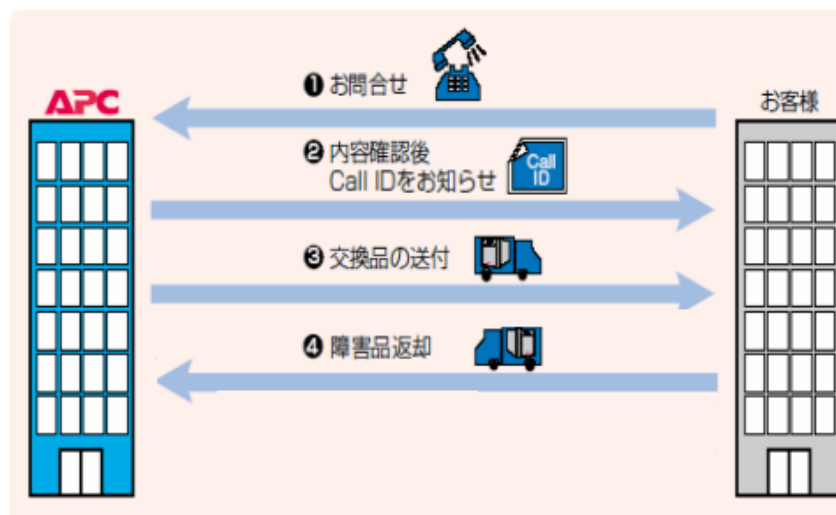 APC
お客様
❶ お問合せ
❷ 内容確認後
Call IDをお知らせ
Call
ID
❸ 交換品の送付
❹ 障害品返却